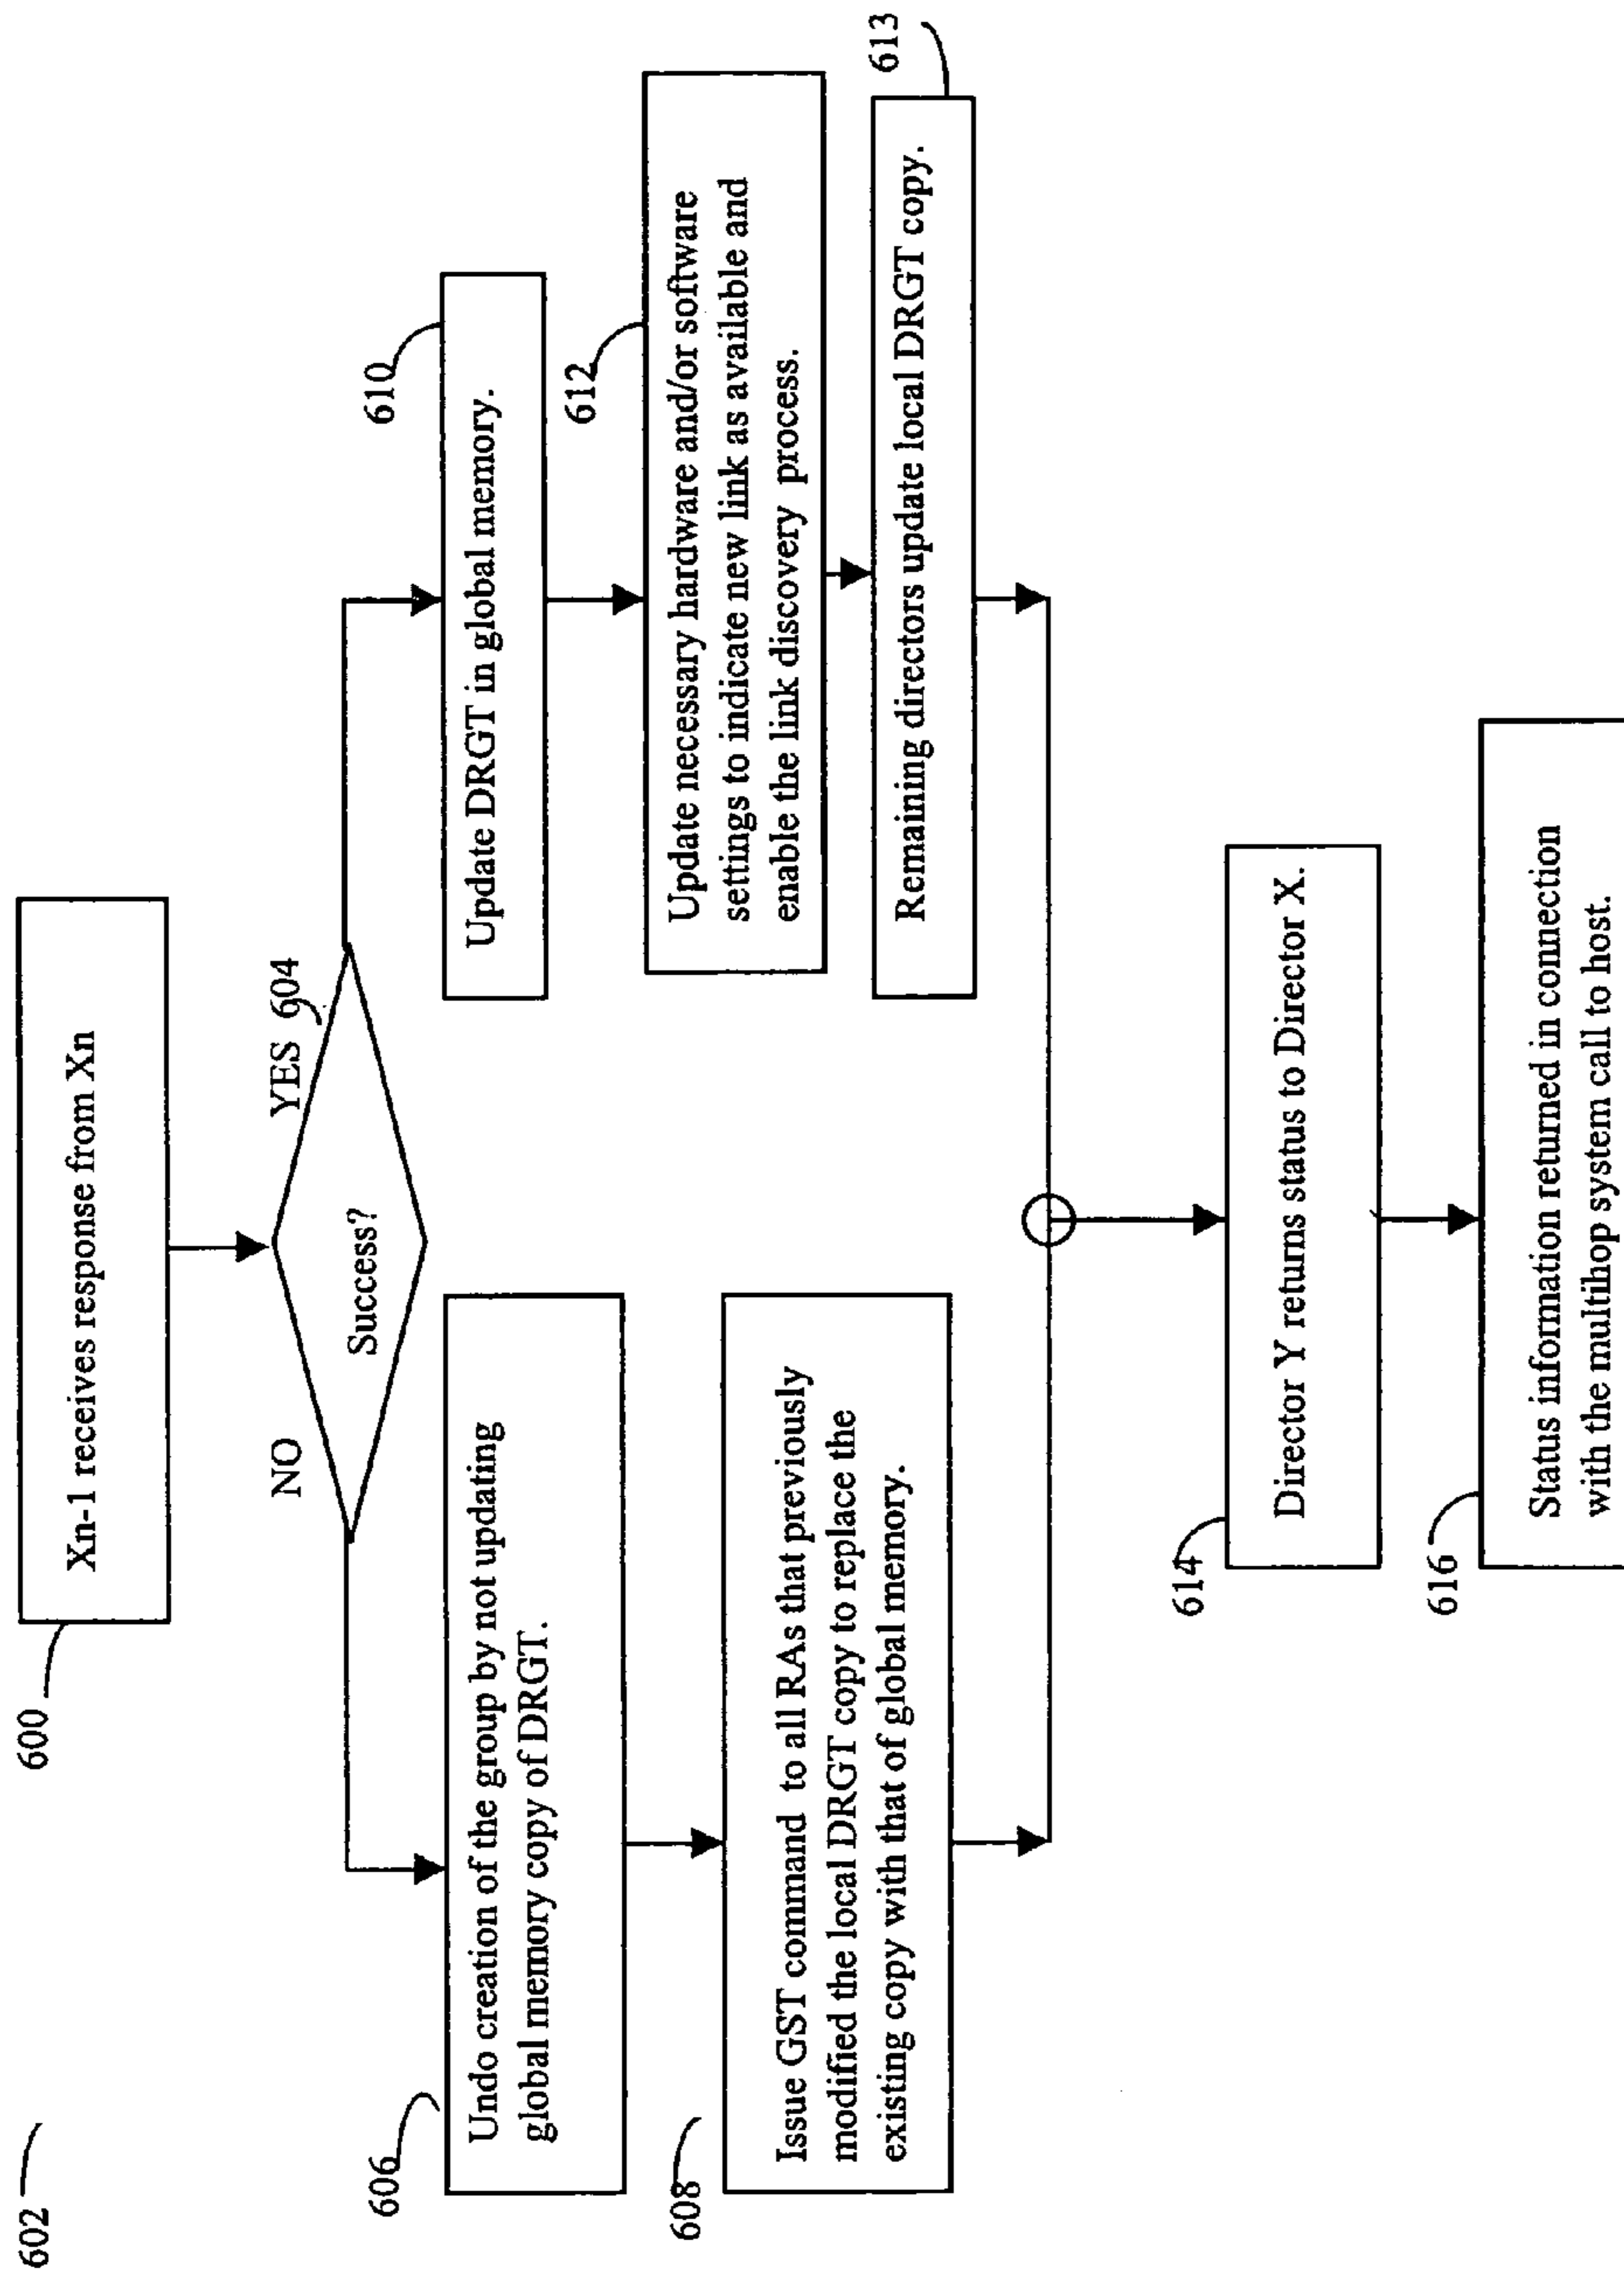 602
600
Xn-1 receives response from Xn
NO
YES 604
Success?
606
Undo creation of the group by not updating
global memory copy of DRGT.
608
Issue GST command to all RAs that previously
modified the local DRGT copy to replace the
existing copy with that of global memory.
610
Update DRGT in global memory.
612
Update necessary hardware and/or software
settings to indicate new link as available and
enable the link discovery process.
613
Remaining directors update local DRGT copy.
614
Director Y returns status to Director X.
616
Status information returned in connection
with the multihop system call to host.